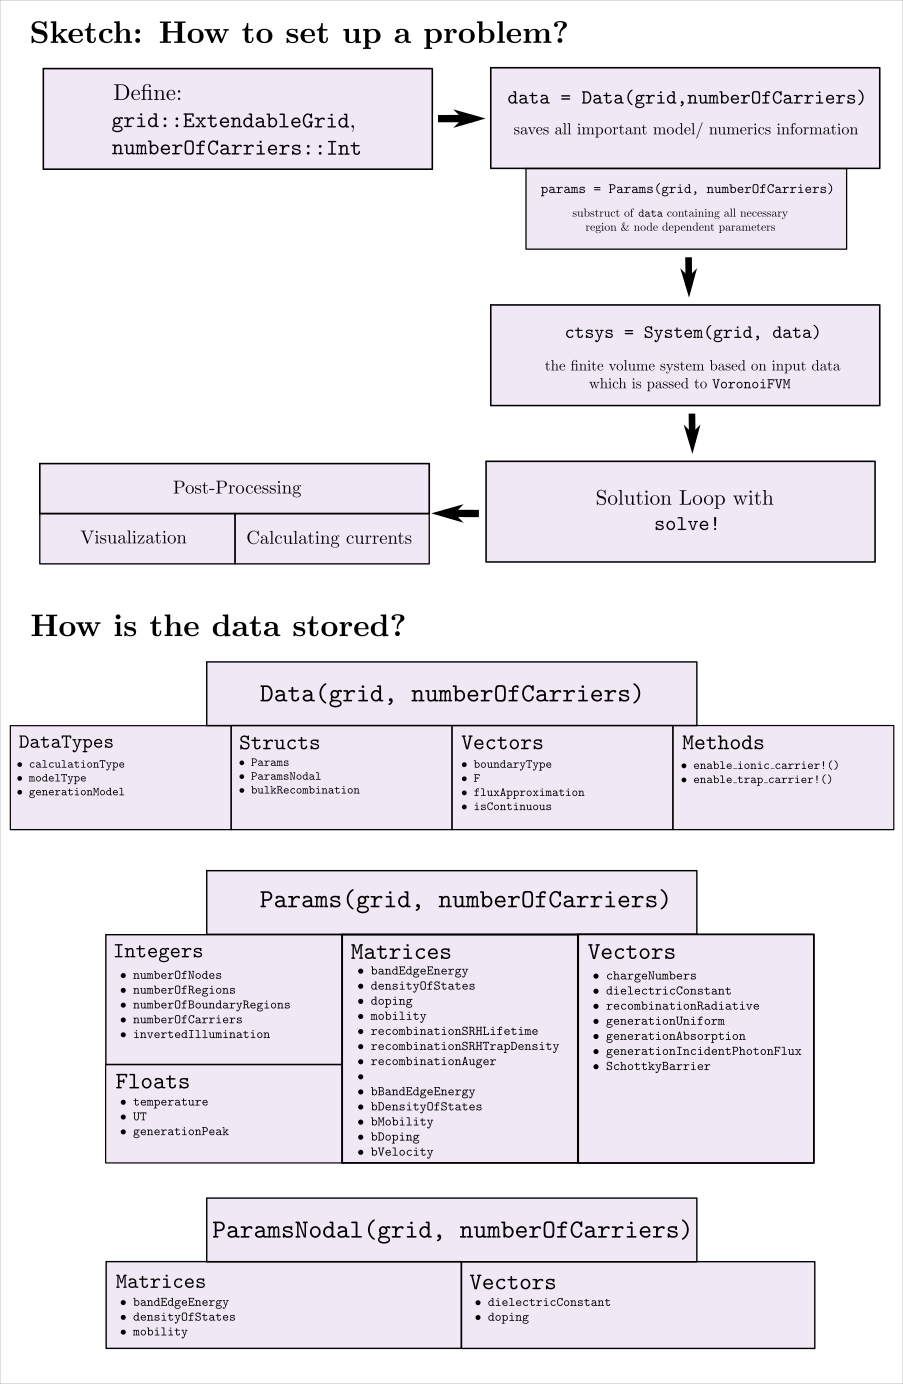 Sketch: How to set up a problem?
Define:
grid::ExtendableGrid,
numberOfCarriers::Int
data = Data(grid,numberOfCarriers)
saves all important model/ numerics information
params = Params(grid, numberOfCarriers)
substruct of data containing all necessary
region & node dependent parameters
ctsys = System(grid, data)
the finite volume system based on input data
which is passed to VoronoiFVM
Solution Loop with
solve!
Post-Processing
Visualization
Calculating currents
How is the data stored?
Data(grid, numberOfCarriers)
DataTypes
• calculationType
• modelType
• generationModel
Structs
• Params
• ParamsNodal
• bulkRecombination
Vectors
• boundaryType
• F
• fluxApproximation
• isContinuous
Methods
• enable_ionic_carrier!()
• enable_trap_carrier!()
Params(grid, numberOfCarriers)
Integers
• numberOfNodes
• numberOfRegions
• numberOfBoundaryRegions
• numberOfCarriers
• invertedIllumination
Floats
• temperature
• UT
• generationPeak
Matrices
• bandEdgeEnergy
• densityOfStates
• doping
• mobility
• recombinationSRHLifetime
• recombinationSRHTrapDensity
• recombinationAuger
•
• bBandEdgeEnergy
• bDensityOfStates
• bMobility
• bDoping
• bVelocity
Vectors
• chargeNumbers
• dielectricConstant
• recombinationRadiative
• generationUniform
• generationAbsorption
• generationIncidentPhotonFlux
• SchottkyBarrier
ParamsNodal(grid, numberOfCarriers)
Matrices
• bandEdgeEnergy
• densityOfStates
• mobility
Vectors
• dielectricConstant
• doping